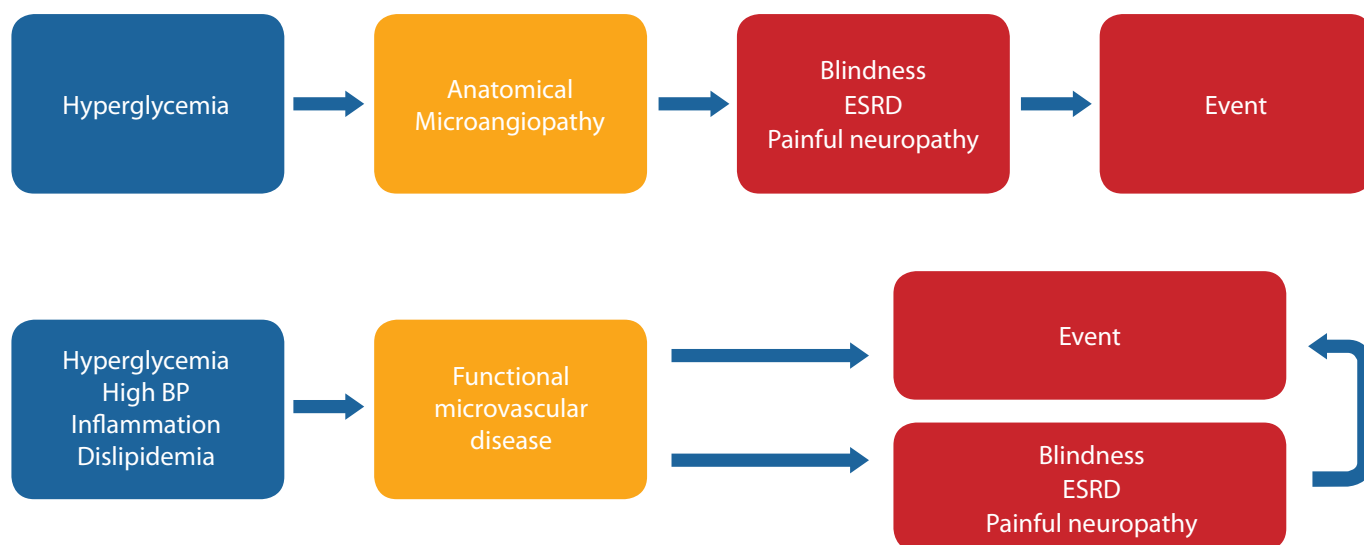 Hyperglycemia
Anatomical
Microangiopathy
Blindness
ESRD
Painful neuropathy
Event
Hyperglycemia
High BP
Inflammation
Dislipidemia
Functional
microvascular
disease
Event
Blindness
ESRD
Painful neuropathy